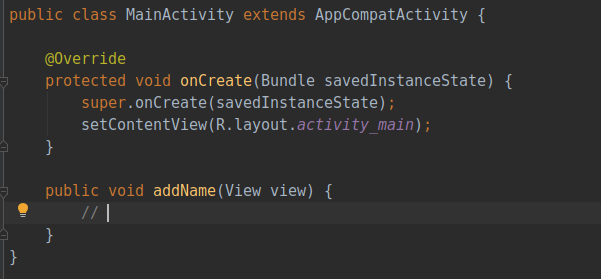 public class MainActivity extends AppCompatActivity {
@Override
protected void onCreate(Bundle savedInstanceState) {
super.onCreate(savedInstanceState);
setContentView(R.layout.activity_main);
}
public void addName(View view) {
//
}
}